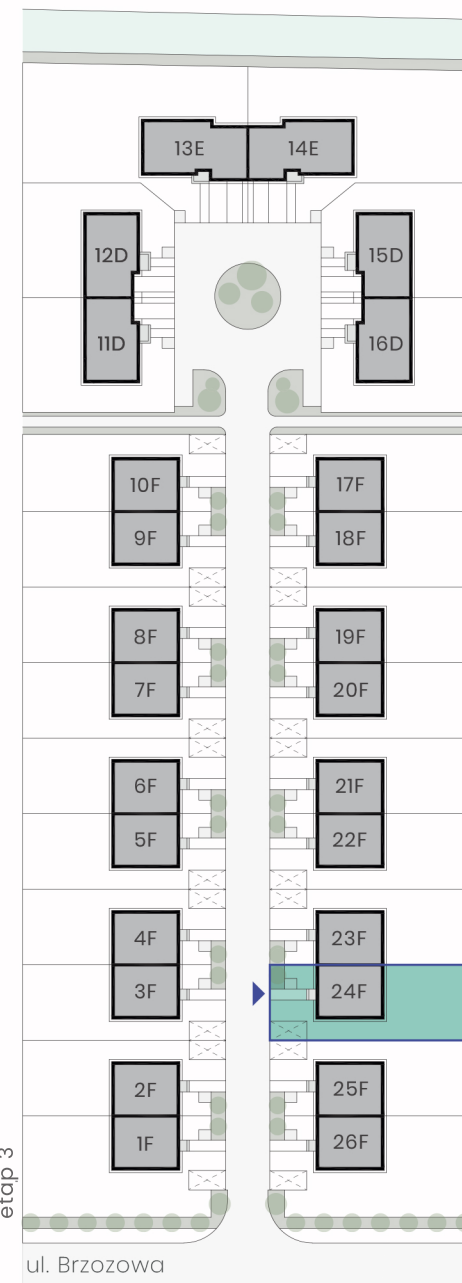 13E 14E
12D 15D
11D 16D
10F 17F
9F 18F
8F 19F
7F 20F
6F 21F
5F 22F
4F 23F
3F 24F
2F 25F
1F 26F
etap 3
ul. Brzozowa